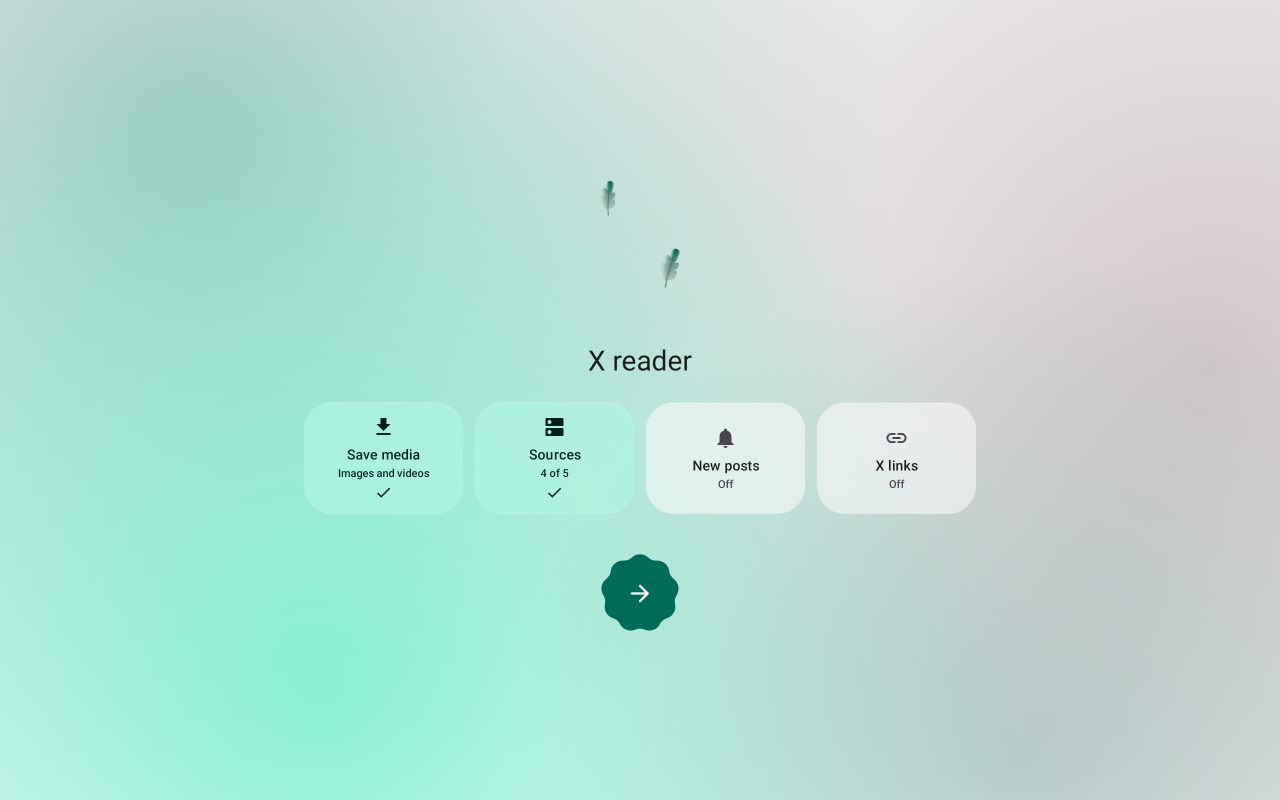 X reader
Save media
Images and videos
Sources
4 of 5
New posts
Off
X links
Off